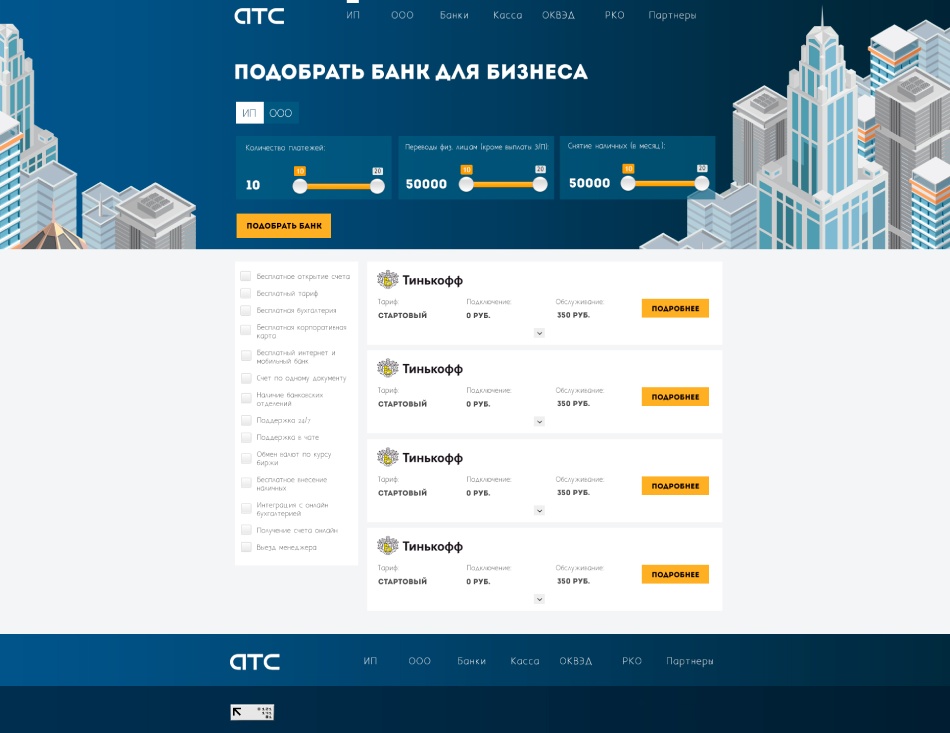 атс
ИП ООО Банки Касса ОКВЭД РКО Партнеры
ПОДОБРАТЬ БАНК ДЛЯ БИЗНЕСА
ИП ООО
Количество платежей: Переводы физ. лицам (кроме выплаты З/П): Снятие наличных (в месяц):
10 20 10 20 10 20
10 50000 50000
ПОДОБРАТЬ БАНК
Бесплатное открытие счета
Бесплатный тариф
Бесплатная бухгалтерия
Бесплатная корпоративная
карта
Бесплатный интернет и
мобильный банк
Счет по одному документу
Наличие банковских
отделений
Поддержка 24/7
Поддержка в чате
Обмен валют по курсу
биржи
Бесплатное внесение
наличных
Интеграция с онлайн
бухгалтерией
Получение счета онлайн
Выезд менеджера
Тинькофф
Тариф: Подключение: Обслуживание:
СТАРТОВЫЙ 0 РУБ. 350 РУБ.
ПОДРОБНЕЕ
Тинькофф
Тариф: Подключение: Обслуживание:
СТАРТОВЫЙ 0 РУБ. 350 РУБ.
ПОДРОБНЕЕ
Тинькофф
Тариф: Подключение: Обслуживание:
СТАРТОВЫЙ 0 РУБ. 350 РУБ.
ПОДРОБНЕЕ
Тинькофф
Тариф: Подключение: Обслуживание:
СТАРТОВЫЙ 0 РУБ. 350 РУБ.
ПОДРОБНЕЕ
атс
ИП ООО Банки Касса ОКВЭД РКО Партнеры